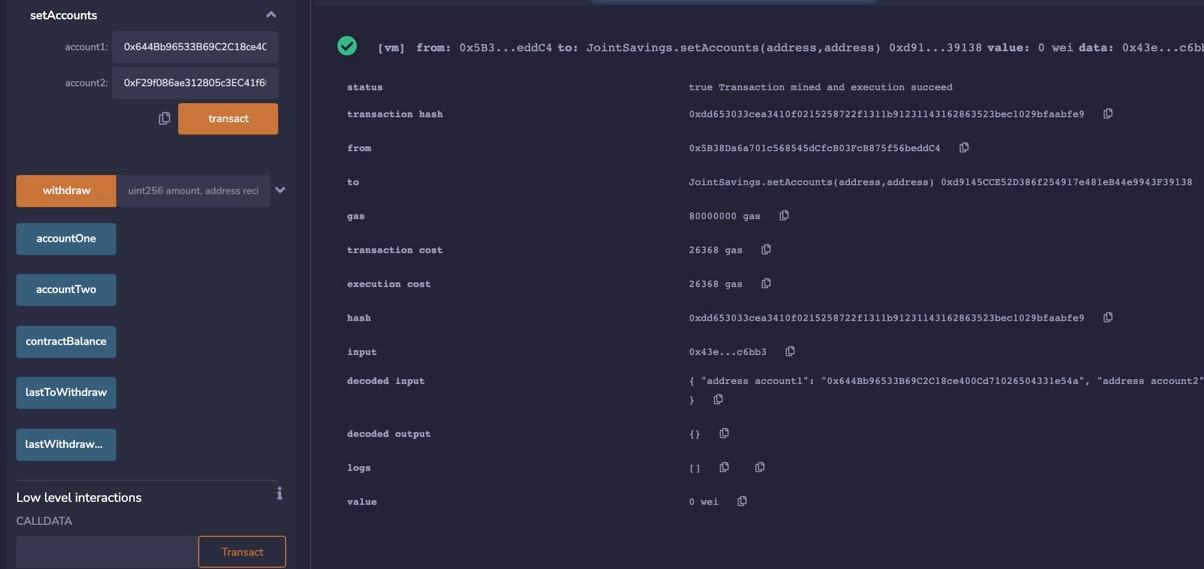 setAccounts
account1: 0x644Bb96533B69C2C18ce40
account2: 0xF29f086ae312805c3EC41f6
transact
withdraw uint256 amount, address reci
accountOne
accountTwo
contractBalance
lastToWithdraw
lastWithdraw...
Low level interactions i
CALLDATA
Transact
[vm] from: 0x5B3...eddC4 to: JointSavings.setAccounts(address,address) 0xd91...39138 value: 0 wei data: 0x43e...c6bb
status true Transaction mined and execution succeed
transaction hash 0xdd653033cea3410f0215258722f1311b91231143162863523bec1029bfaabfe9
from 0x5B38Da6a701c568545dCfcB03FcB875f56beddC4
to JointSavings.setAccounts(address,address) 0xd9145CCE52D386f254917e481eB44e9943F39138
gas 80000000 gas
transaction cost 26368 gas
execution cost 26368 gas
hash 0xdd653033cea3410f0215258722f1311b91231143162863523bec1029bfaabfe9
input 0x43e...c6bb3
decoded input { "address account1": "0x644Bb96533B69C2C18ce400Cd71026504331e54a", "address account2"
}
decoded output {}
logs []
value 0 wei